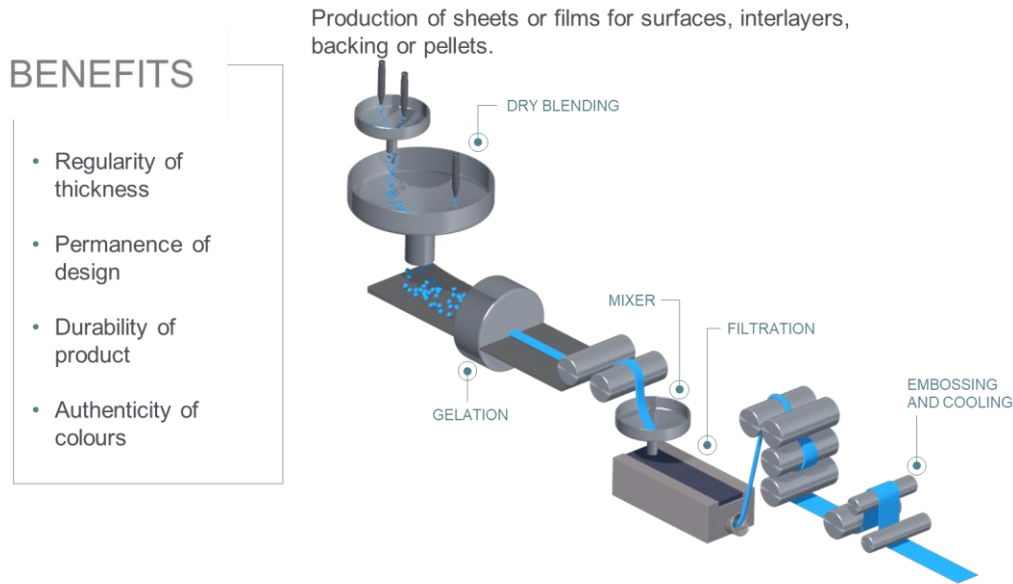 Production of sheets or films for surfaces, interlayers,
backing or pellets.
BENEFITS
• Regularity of
thickness
• Permanence of
design
• Durability of
product
• Authenticity of
colours
DRY BLENDING
GELATION
MIXER
FILTRATION
EMBOSSING
AND COOLING